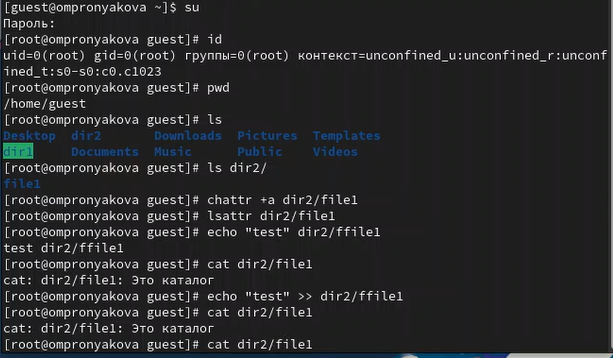 [guest@ompronyakova ~]$ su
Пароль:
[root@ompronyakova guest]# id
uid=0(root) gid=0(root) группы=0(root) контекст=unconfined_u:unconfined_r:unconf
ined_t:s0-s0:c0.c1023
[root@ompronyakova guest]# pwd
/home/guest
[root@ompronyakova guest]# ls
Desktop dir2 Downloads Pictures Templates
dir1 Documents Music Public Videos
[root@ompronyakova guest]# ls dir2/
file1
[root@ompronyakova guest]# chattr +a dir2/file1
[root@ompronyakova guest]# lsattr dir2/file1
[root@ompronyakova guest]# echo "test" dir2/ffile1
test dir2/ffile1
[root@ompronyakova guest]# cat dir2/file1
cat: dir2/file1: Это каталог
[root@ompronyakova guest]# echo "test" >> dir2/ffile1
[root@ompronyakova guest]# cat dir2/file1
cat: dir2/file1: Это каталог
[root@ompronyakova guest]# cat dir2/file1